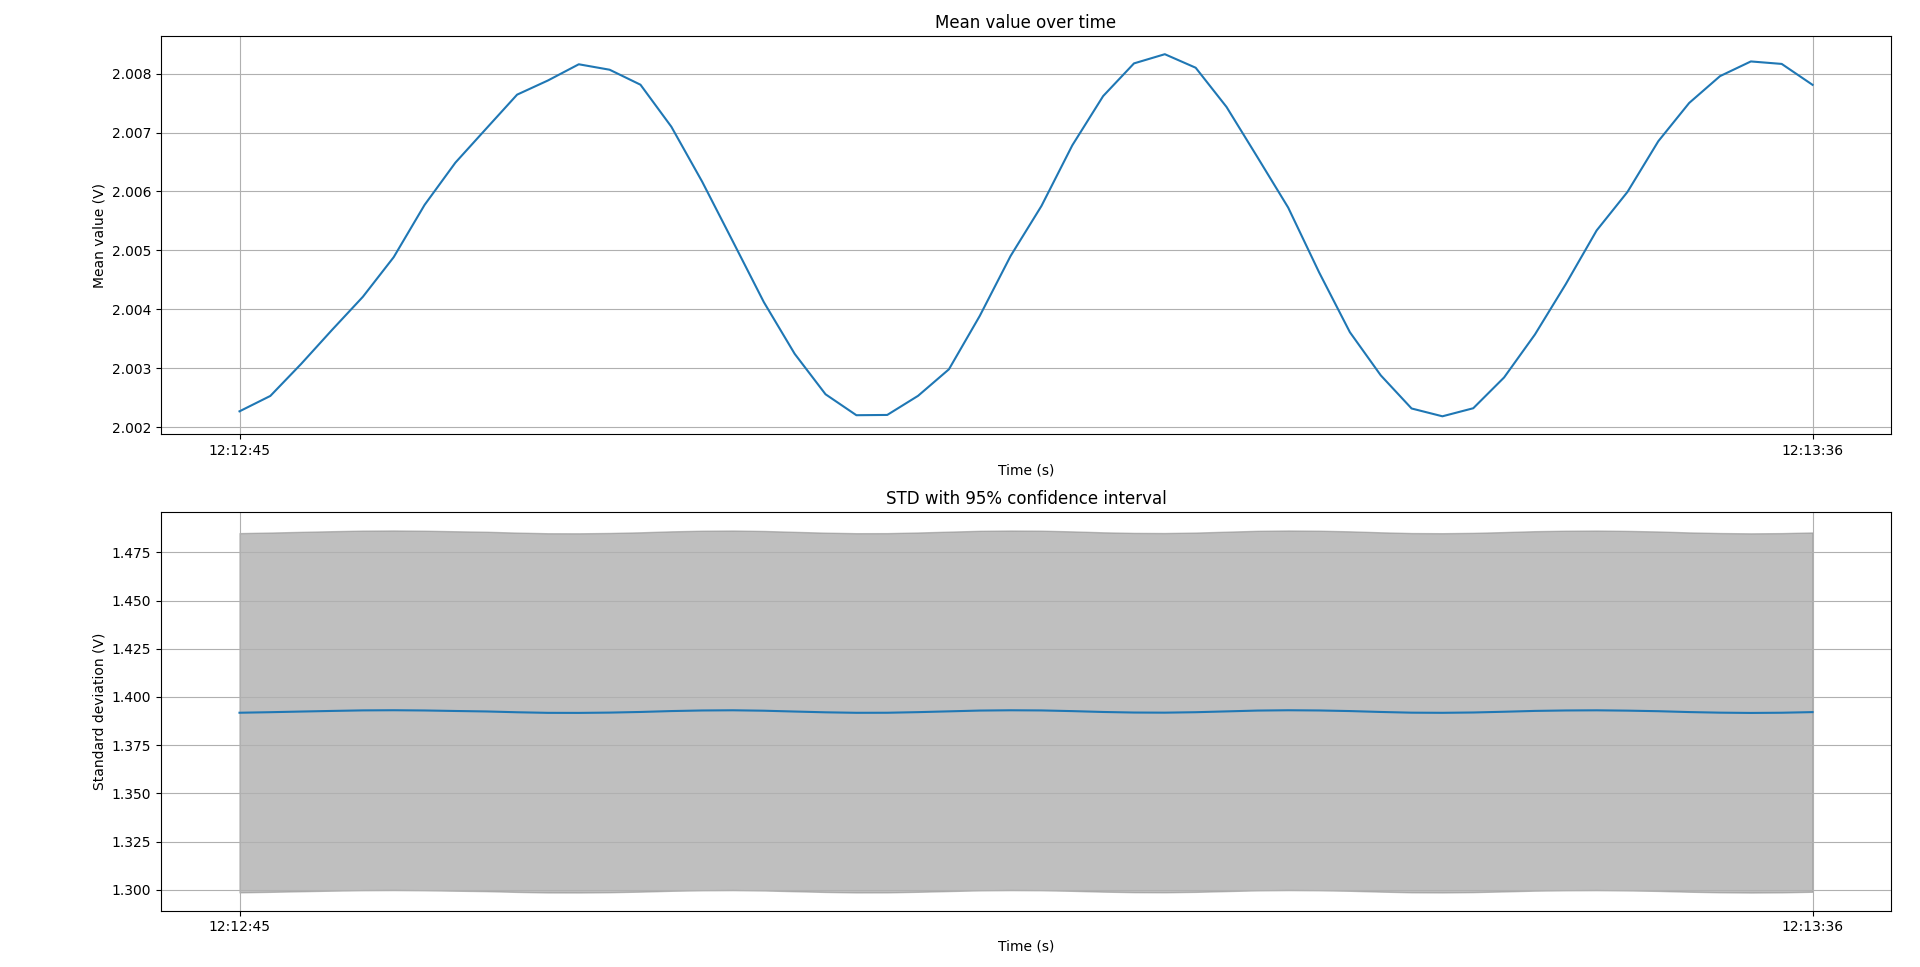 Mean value over time
Mean value (V)
2.008
2.007
2.006
2.005
2.004
2.003
2.002
12:12:45 12:13:36
Time (s)
STD with 95% confidence interval
Standard deviation (V)
1.475
1.450
1.425
1.400
1.375
1.350
1.325
1.300
12:12:45 12:13:36
Time (s)